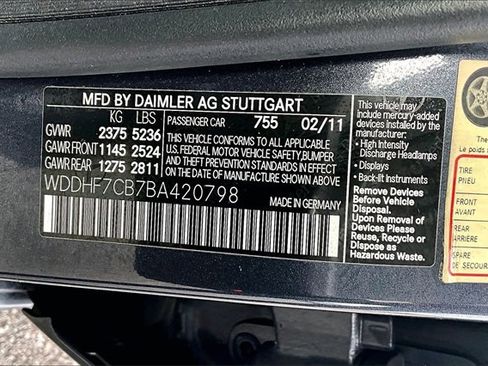 MFD BY DAIMLER AG STUTTGART
KG LBS
PASSENGER CAR 755 02/11
GVWR 2375 5236
GAWR FRONT 1145 2524
GAWR REAR 1275 2811
THIS VEHICLE CONFORMS TO ALL APPLICABLE
U.S. FEDERAL MOTOR VEHICLE SAFETY, BUMPER
AND THEFT PREVENTION STANDARDS IN EFFECT
ON THE DATE OF MANUFACTURE SHOWN ABOVE.
WDDHF7CB7BA420798
MADE IN GERMANY
This vehicle may
include mercury-added
devices installed by
the manufacturer:
• High Intensity
Discharge Headlamps
• Displays
• Back-lit instruments
Remove Devices
Before Vehicle
Disposal.
Upon Removal of
Devices Please
Reuse, Recycle or
Dispose as
Hazardous Waste.
TIRE
PNEU
FRONT
AVANT
REAR
ARRIERE
SPARE
DE SECOURS